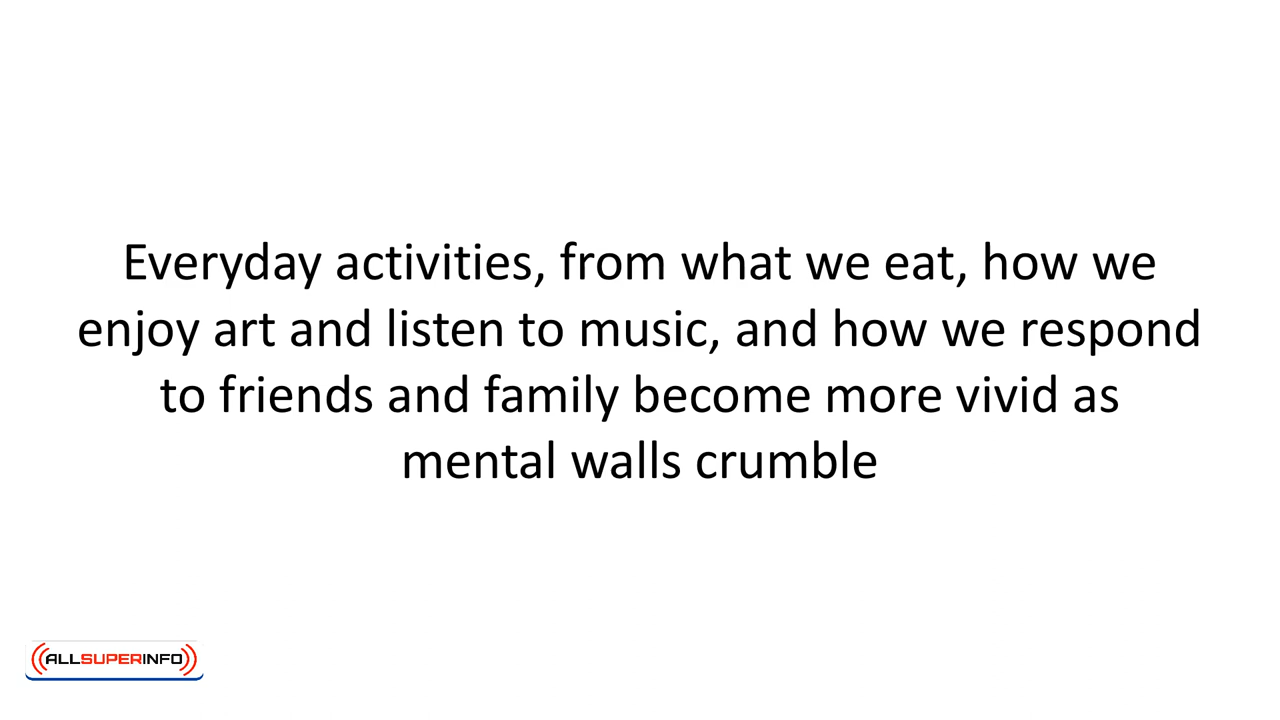 Everyday activities, from what we eat, how we
enjoy art and listen to music, and how we respond
to friends and family become more vivid as
mental walls crumble
ALLSUPERINFO